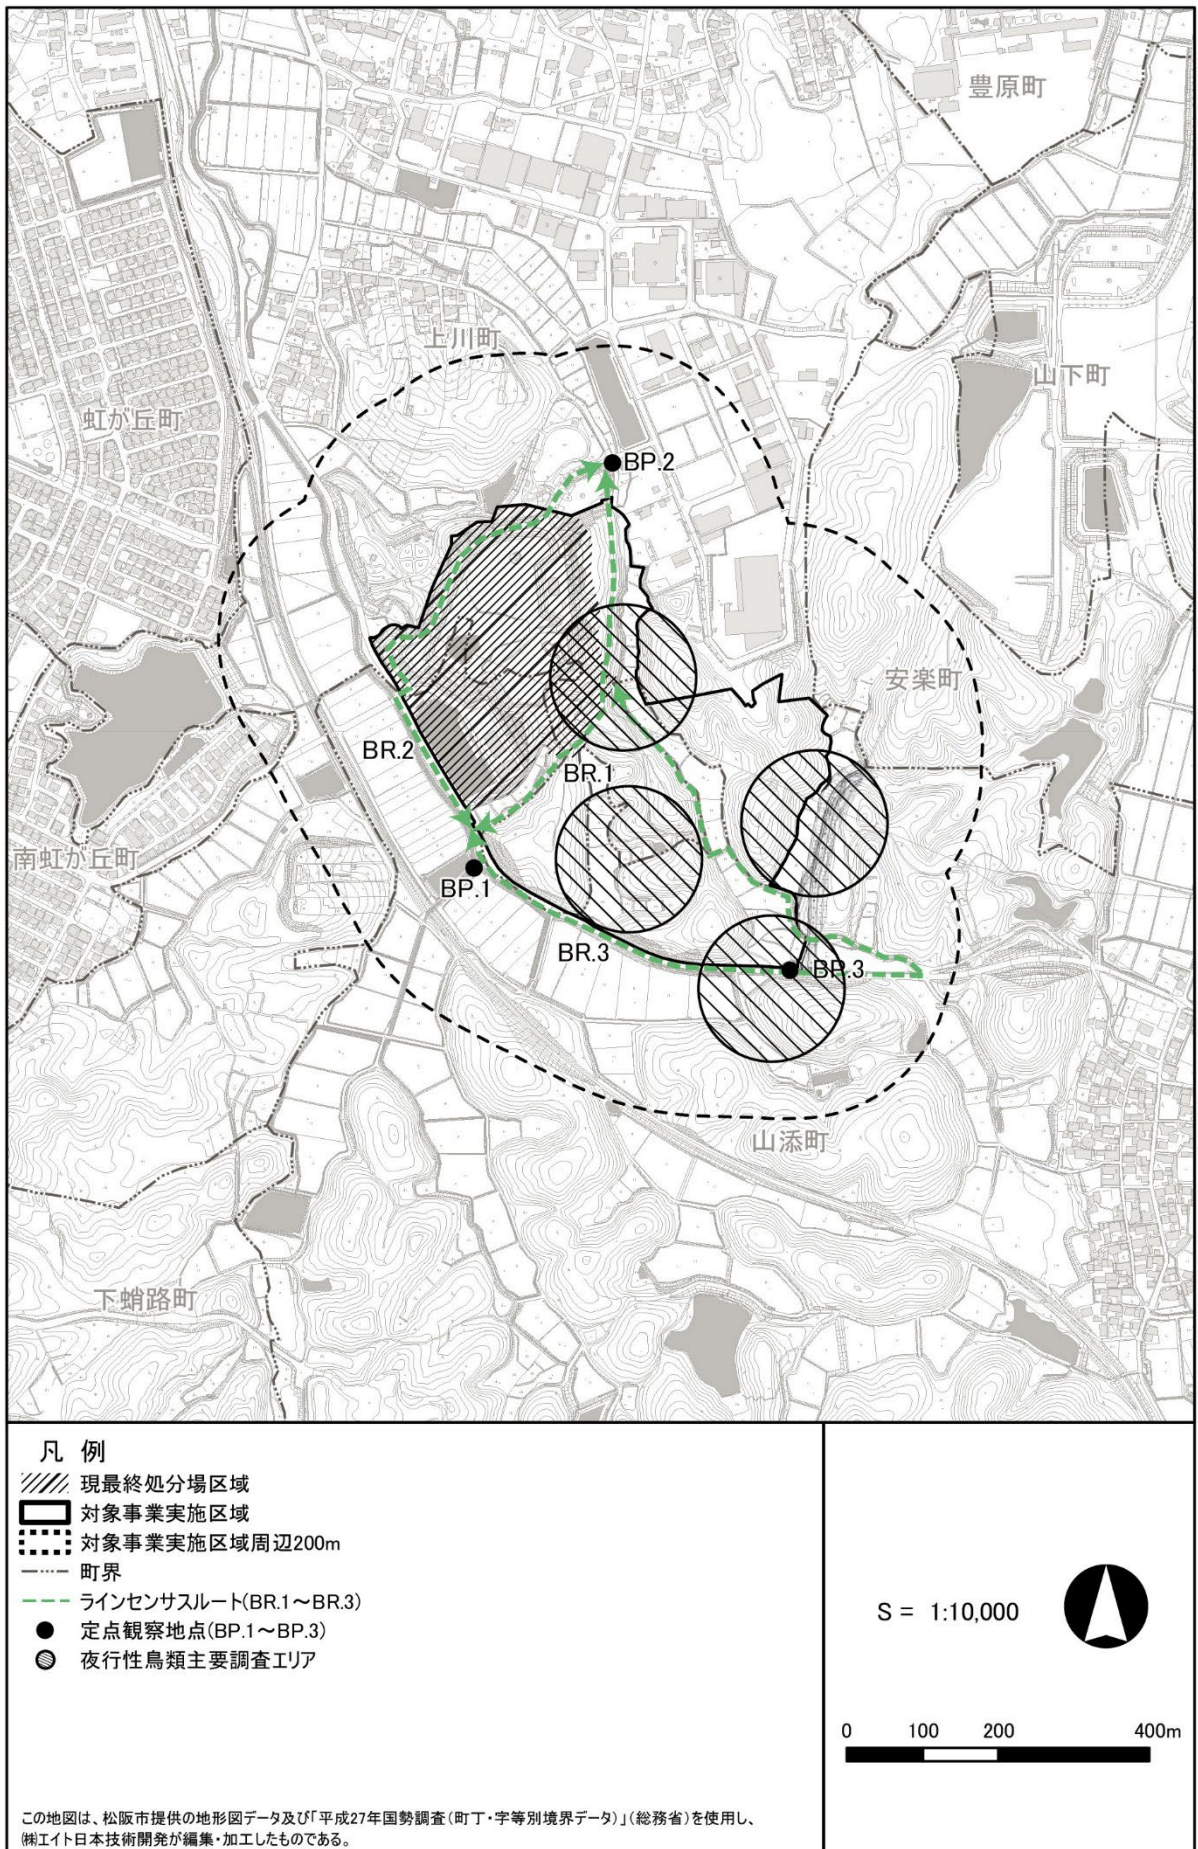 豊原町
上川町
山下町
虹が丘町
BP.2
安楽町
BR.2
BR.1
南虹が丘町
BP.1
BR.3
BP.3
山添町
下蛸路町
凡 例
現最終処分場区域
対象事業実施区域
対象事業実施区域周辺200m
町界
ラインセンサスルート(BR.1～BR.3)
定点観察地点(BP.1～BP.3)
夜行性鳥類主要調査エリア
S = 1:10,000
0 100 200 400m
この地図は、松阪市提供の地形図データ及び「平成27年国勢調査(町丁・字等別境界データ)」(総務省)を使用し、
㈱エイト日本技術開発が編集・加工したものである。